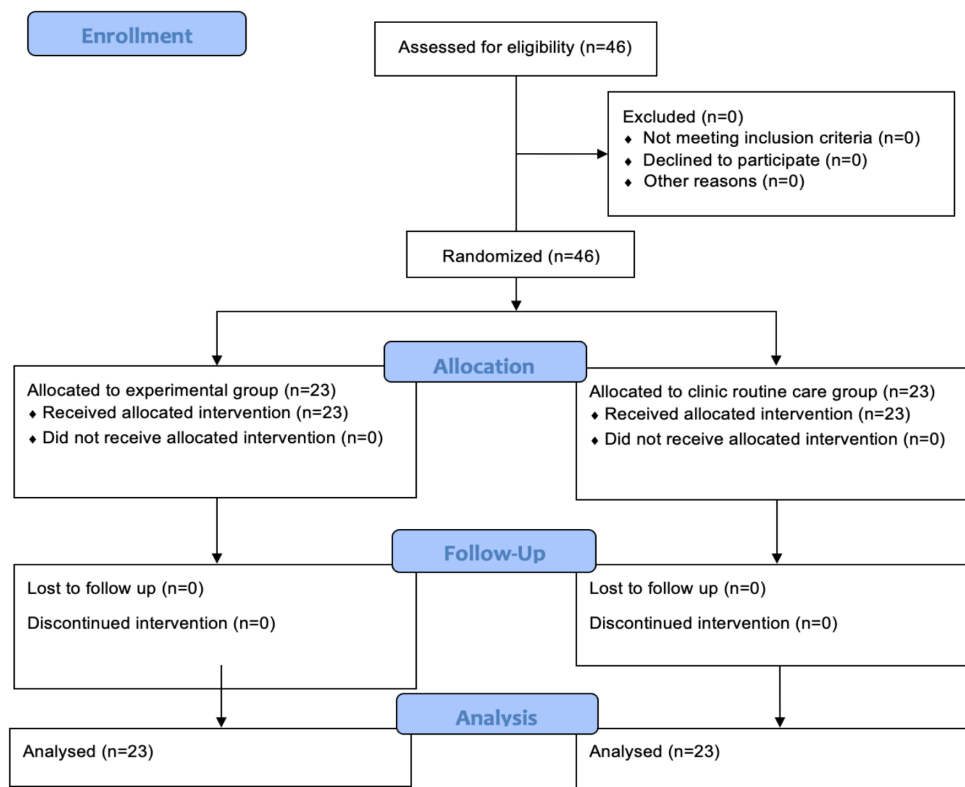 Enrollment
Assessed for eligibility (n=46)
Excluded (n=0)
♦ Not meeting inclusion criteria (n=0)
♦ Declined to participate (n=0)
♦ Other reasons (n=0)
Randomized (n=46)
Allocation
Allocated to experimental group (n=23)
♦ Received allocated intervention (n=23)
♦ Did not receive allocated intervention (n=0)
Allocated to clinic routine care group (n=23)
♦ Received allocated intervention (n=23)
♦ Did not receive allocated intervention (n=0)
Follow-Up
Lost to follow up (n=0)
Discontinued intervention (n=0)
Lost to follow up (n=0)
Discontinued intervention (n=0)
Analysis
Analysed (n=23)
Analysed (n=23)